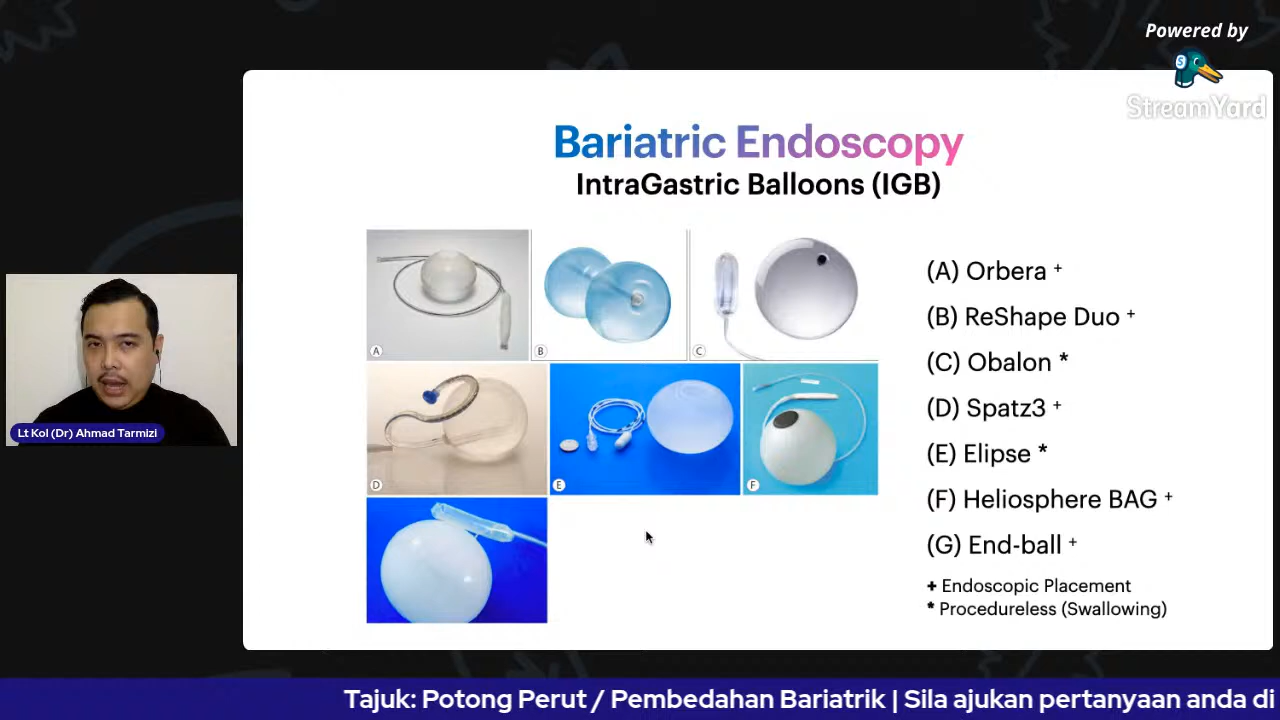 Powered by
StreamYard
Bariatric Endoscopy
IntraGastric Balloons (IGB)
A
B
C
D
E
F
(A) Orbera +
(B) ReShape Duo +
(C) Obalon *
(D) Spatz3 +
(E) Elipse *
(F) Heliosphere BAG +
(G) End-ball +
+ Endoscopic Placement
* Procedureless (Swallowing)
Lt Kol (Dr) Ahmad Tarmizi
Tajuk: Potong Perut / Pembedahan Bariatrik | Sila ajukan pertanyaan anda di